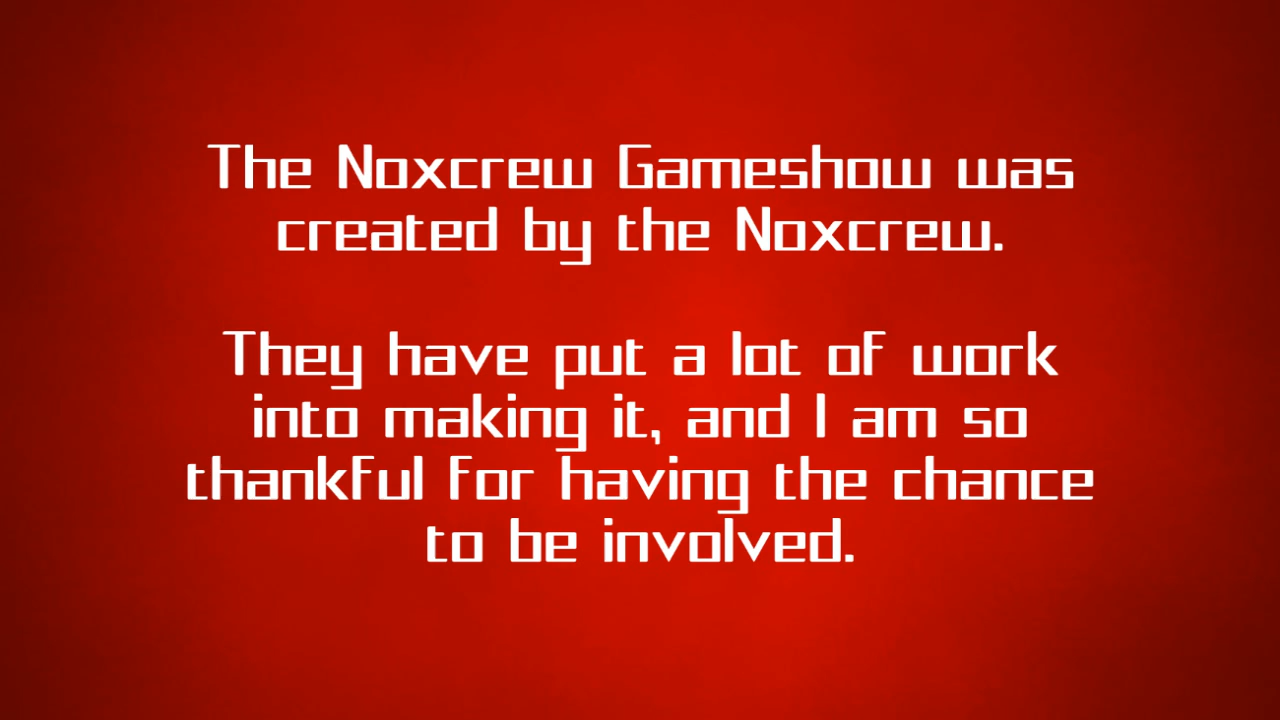 The Noxcrew Gameshow was
created by the Noxcrew.
They have put a lot of work
into making it, and I am so
thankful for having the chance
to be involved.